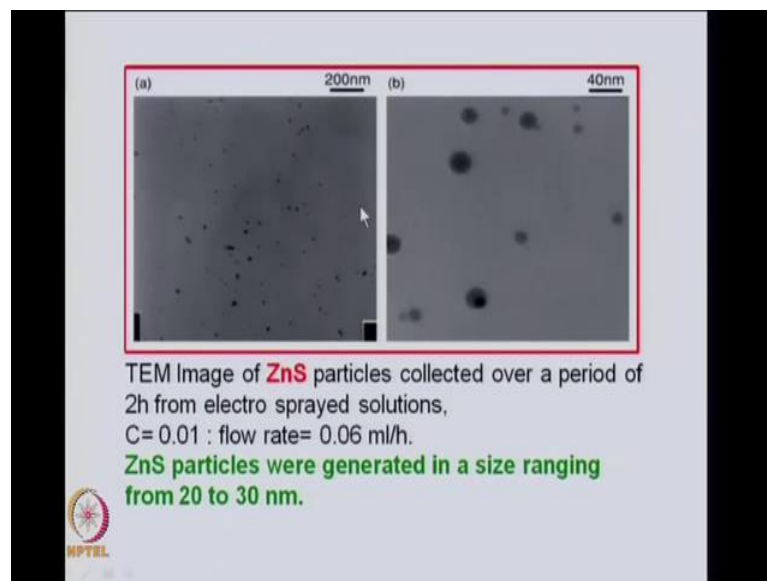 (a) 200nm (b) 40nm
TEM Image of ZnS particles collected over a period of
2h from electro sprayed solutions,
C= 0.01 : flow rate= 0.06 ml/h.
ZnS particles were generated in a size ranging
from 20 to 30 nm.
NPTEL